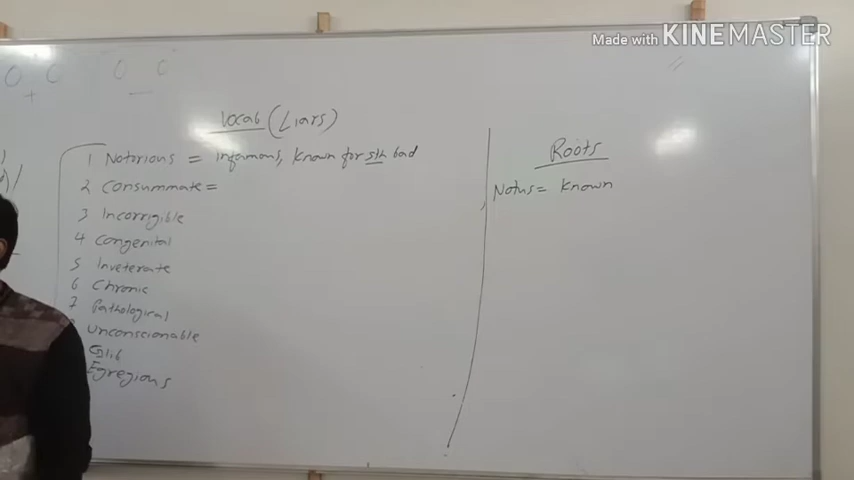 Made with KINEMASTER
Vocab (Liars)
1 Notorious = infamous, known for sth bad
2 Consummate =
3 Incorrigible
4 Congenital
5 Inveterate
6 Chronic
7 Pathological
Unconscionable
Glib
Egregious
Roots
Notus = known